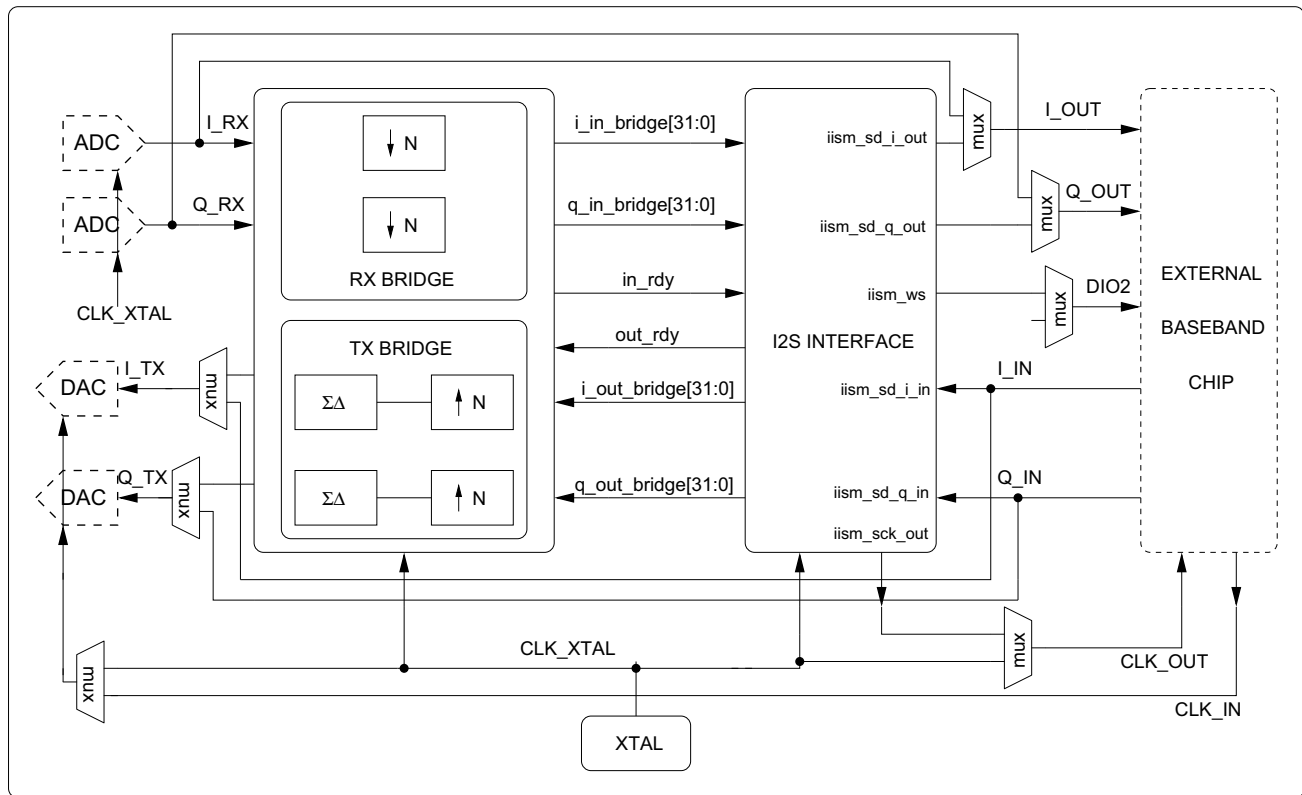 I_RX
ADC
i_in_bridge[31:0]
iism_sd_i_out
mux
I_OUT
↓ N
Q_RX
ADC
q_in_bridge[31:0]
iism_sd_q_out
mux
Q_OUT
↓ N
RX BRIDGE
CLK_XTAL
in_rdy
iism_ws
mux
DIO2
EXTERNAL
BASEBAND
CHIP
TX BRIDGE
out_rdy
I2S INTERFACE
DAC
I_TX
mux
i_out_bridge[31:0]
iism_sd_i_in
I_IN
ΣΔ
↑ N
DAC
Q_TX
mux
q_out_bridge[31:0]
iism_sd_q_in
Q_IN
ΣΔ
↑ N
iism_sck_out
mux
CLK_XTAL
mux
CLK_OUT
CLK_IN
XTAL